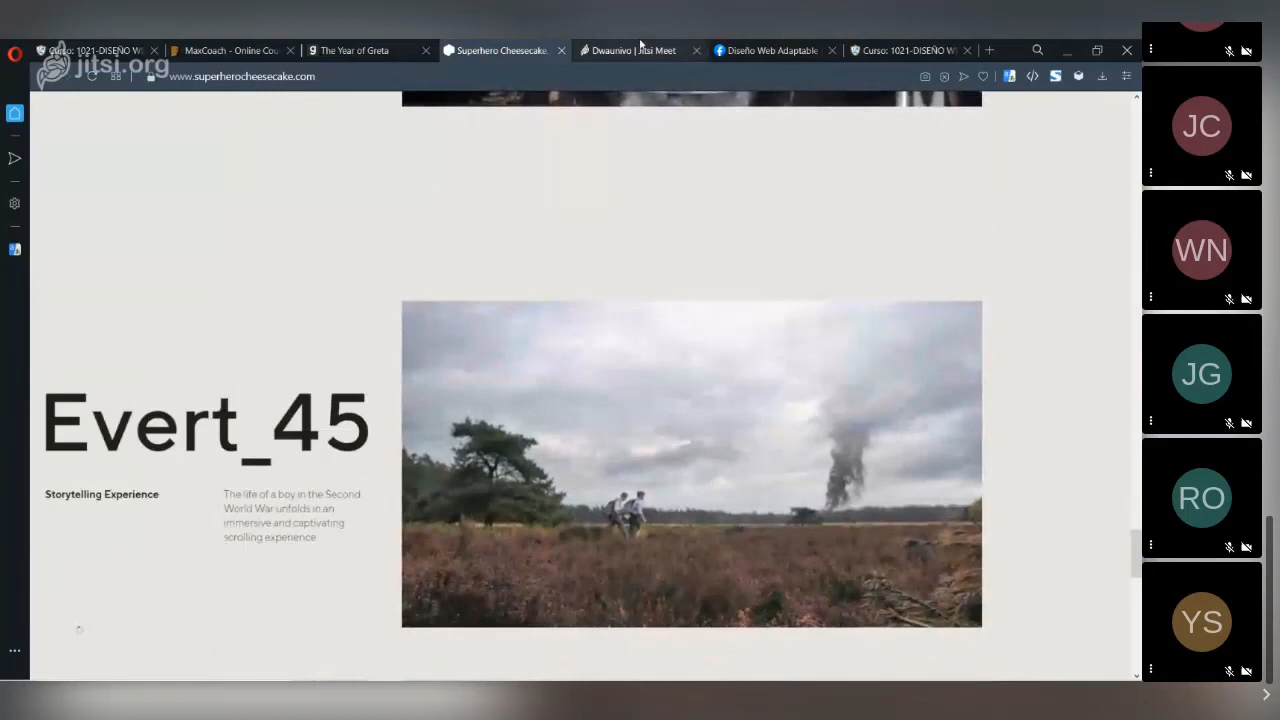 Curso: 1021-DISEÑO WE
MaxCoach - Online Cou
The Year of Greta
Superhero Cheesecake.
Dwaunivo | Jitsi Meet
Diseño Web Adaptable
Curso: 1021-DISEÑO WE
jitsi.org
www.superherocheesecake.com
Evert_45
Storytelling Experience
The life of a boy in the Second
World War unfolds in an
immersive and captivating
scrolling experience
JC
WN
JG
RO
YS